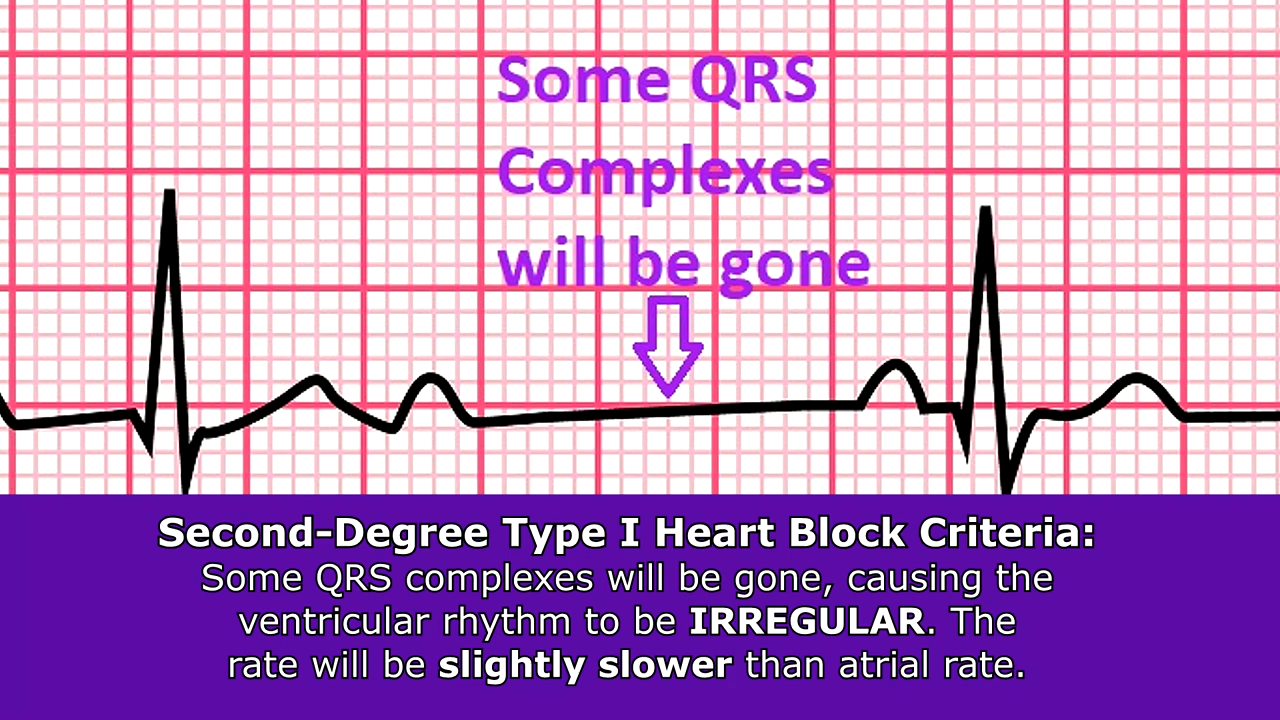 Some QRS
Complexes
will be gone
Second-Degree Type I Heart Block Criteria:
Some QRS complexes will be gone, causing the
ventricular rhythm to be IRREGULAR. The
rate will be slightly slower than atrial rate.